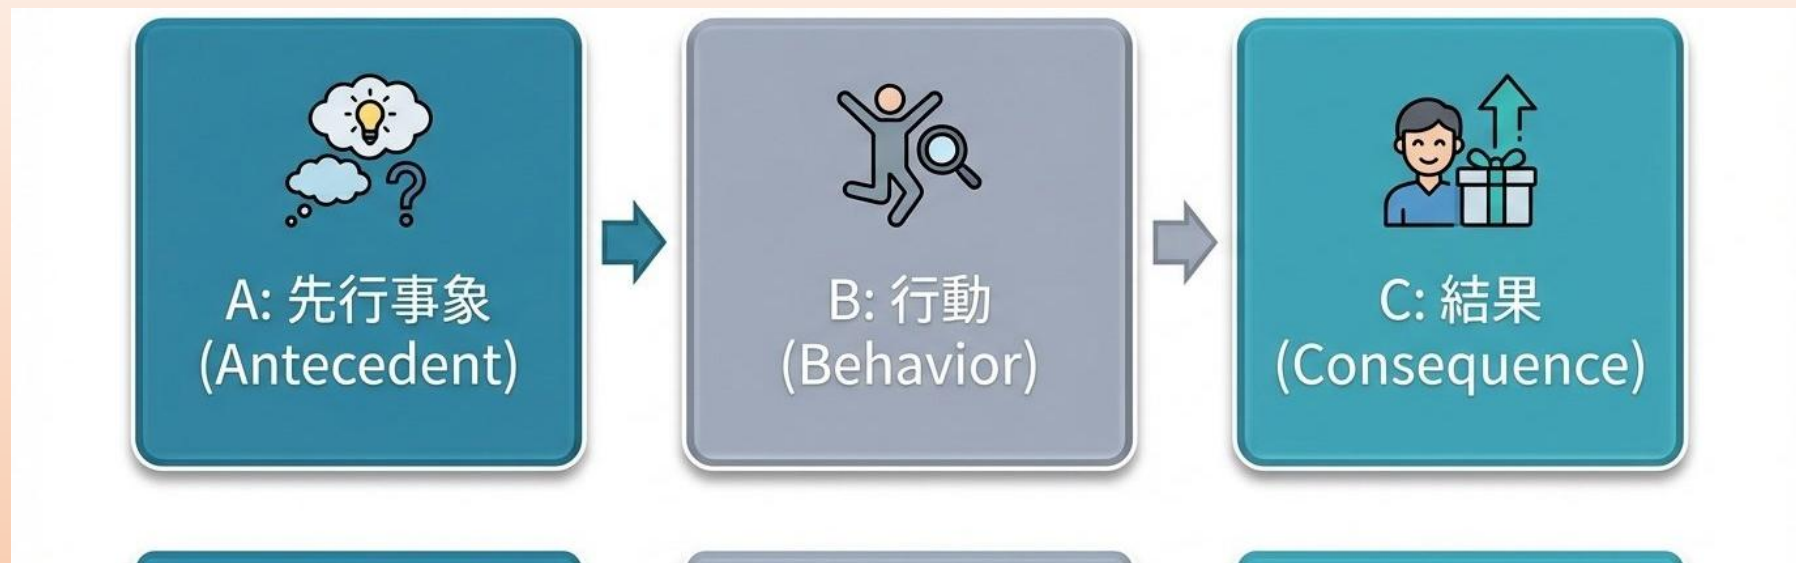 A: 先行事象
(Antecedent)
B: 行動
(Behavior)
C: 結果
(Consequence)